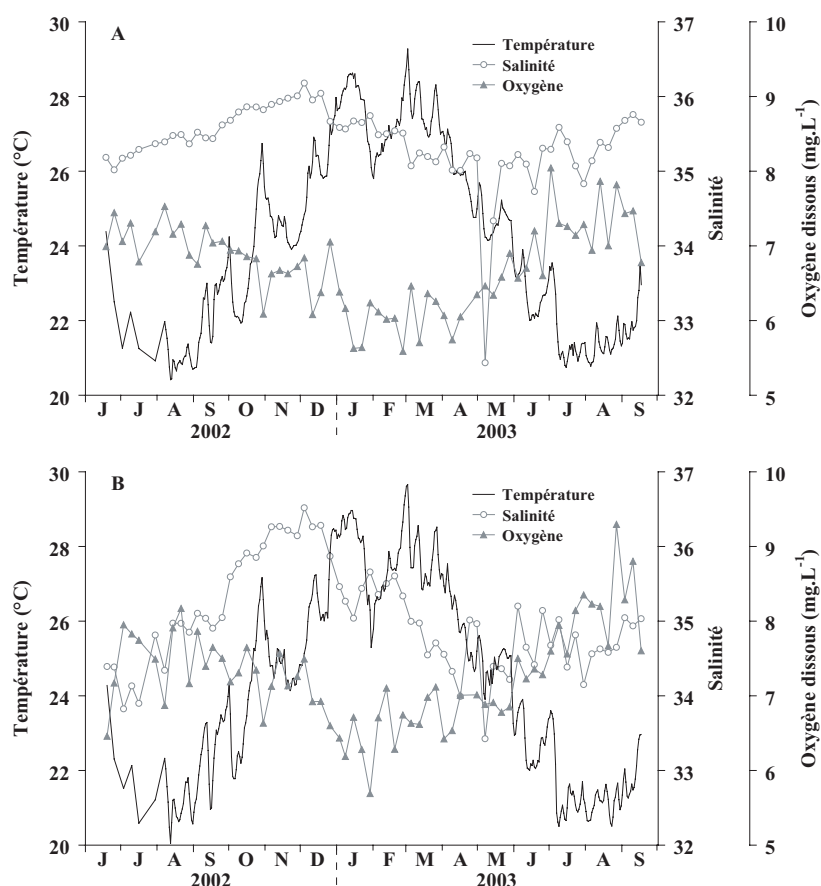 A
Température
Salinité
Oxygène
30
28
26
24
22
20
Température (°C)
37
36
35
34
33
32
Salinité
10
9
8
7
6
5
Oxygène dissous (mg.L-1)
J J A S O N D J F M A M J J A S
2002 2003
B
Température
Salinité
Oxygène
30
28
26
24
22
20
Température (°C)
37
36
35
34
33
32
Salinité
10
9
8
7
6
5
Oxygène dissous (mg.L-1)
J J A S O N D J F M A M J J A S
2002 2003